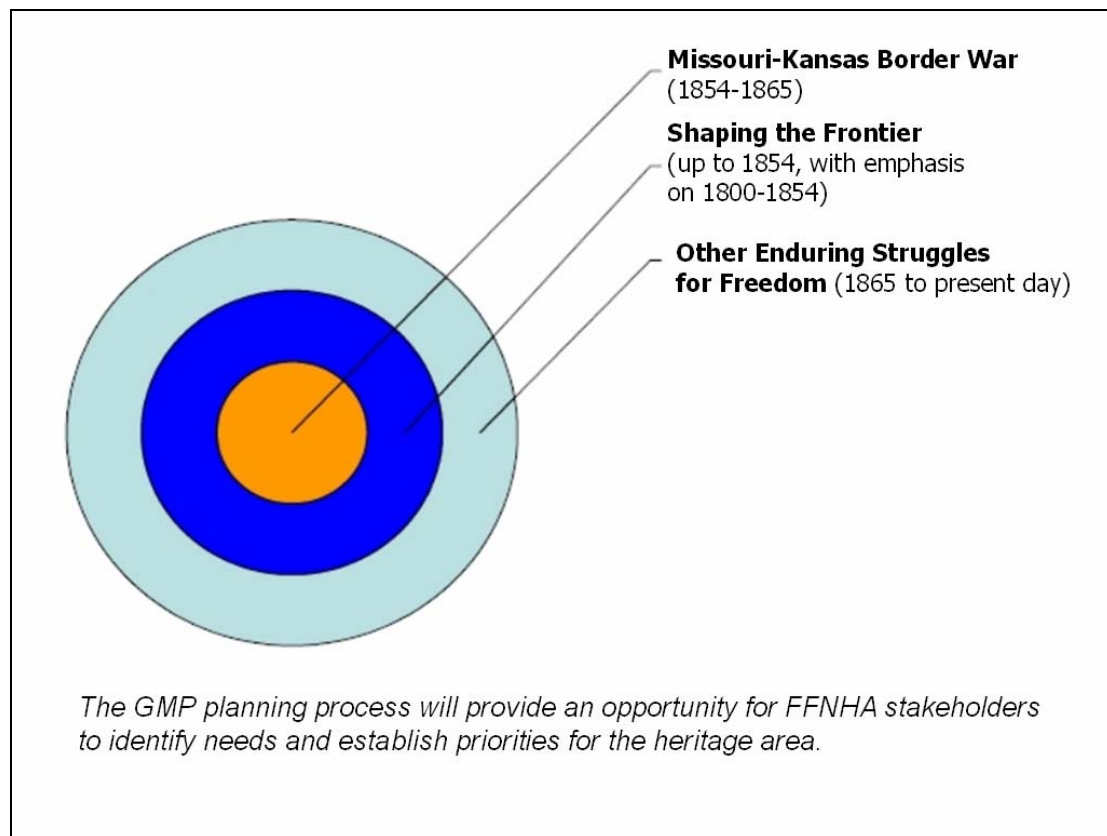 Missouri-Kansas Border War
(1854-1865)
Shaping the Frontier
(up to 1854, with emphasis
on 1800-1854)
Other Enduring Struggles
for Freedom (1865 to present day)
The GMP planning process will provide an opportunity for FFNHA stakeholders
to identify needs and establish priorities for the heritage area.